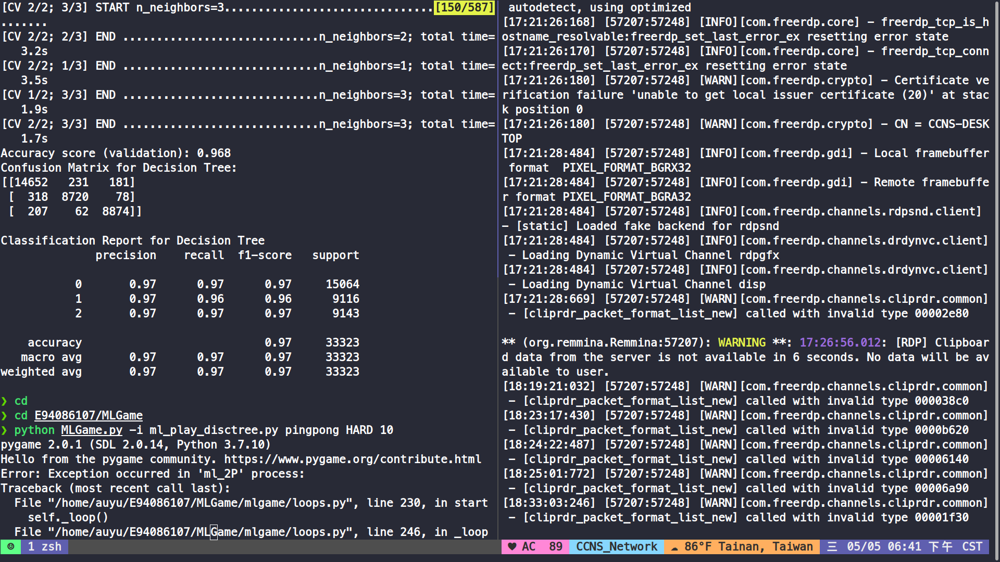 [CV 2/2; 3/3] START n_neighbors=3...............................[150/587]
.......
[CV 2/2; 2/3] END .............................n_neighbors=2; total time=
   3.2s
[CV 2/2; 1/3] END .............................n_neighbors=1; total time=
   3.5s
[CV 1/2; 3/3] END .............................n_neighbors=3; total time=
   1.9s
[CV 2/2; 3/3] END .............................n_neighbors=3; total time=
   1.7s
Accuracy score (validation): 0.968
Confusion Matrix for Decision Tree:
[[14652   231   181]
 [  318  8720    78]
 [  207    62  8874]]
Classification Report for Decision Tree
              precision    recall  f1-score   support
           0       0.97      0.97      0.97     15064
           1       0.97      0.96      0.96      9116
           2       0.97      0.97      0.97      9143
    accuracy                           0.97     33323
   macro avg       0.97      0.97      0.97     33323
weighted avg       0.97      0.97      0.97     33323
❯ cd
❯ cd E94086107/MLGame
❯ python MLGame.py -i ml_play_disctree.py pingpong HARD 10
pygame 2.0.1 (SDL 2.0.14, Python 3.7.10)
Hello from the pygame community. https://www.pygame.org/contribute.html
Error: Exception occurred in 'ml_2P' process:
Traceback (most recent call last):
  File "/home/auyu/E94086107/MLGame/mlgame/loops.py", line 230, in start
    self._loop()
  File "/home/auyu/E94086107/MLGame/mlgame/loops.py", line 246, in _loop
 autodetect, using optimized
[17:21:26:168] [57207:57248] [INFO][com.freerdp.core] - freerdp_tcp_is_h
ostname_resolvable:freerdp_set_last_error_ex resetting error state
[17:21:26:170] [57207:57248] [INFO][com.freerdp.core] - freerdp_tcp_conn
ect:freerdp_set_last_error_ex resetting error state
[17:21:26:180] [57207:57248] [WARN][com.freerdp.crypto] - Certificate ve
rification failure 'unable to get local issuer certificate (20)' at stac
k position 0
[17:21:26:180] [57207:57248] [WARN][com.freerdp.crypto] - CN = CCNS-DESK
TOP
[17:21:28:484] [57207:57248] [INFO][com.freerdp.gdi] - Local framebuffer
 format  PIXEL_FORMAT_BGRX32
[17:21:28:484] [57207:57248] [INFO][com.freerdp.gdi] - Remote framebuffe
r format PIXEL_FORMAT_BGRA32
[17:21:28:484] [57207:57248] [INFO][com.freerdp.channels.rdpsnd.client]
- [static] Loaded fake backend for rdpsnd
[17:21:28:484] [57207:57248] [INFO][com.freerdp.channels.drdynvc.client]
 - Loading Dynamic Virtual Channel rdpgfx
[17:21:28:484] [57207:57248] [INFO][com.freerdp.channels.drdynvc.client]
 - Loading Dynamic Virtual Channel disp
[17:21:28:669] [57207:57248] [WARN][com.freerdp.channels.cliprdr.common]
 - [cliprdr_packet_format_list_new] called with invalid type 00002e80
** (org.remmina.Remmina:57207): WARNING **: 17:26:56.012: [RDP] Clipboar
d data from the server is not available in 6 seconds. No data will be av
ailable to user.
[18:19:21:032] [57207:57248] [WARN][com.freerdp.channels.cliprdr.common]
 - [cliprdr_packet_format_list_new] called with invalid type 000038c0
[18:23:17:430] [57207:57248] [WARN][com.freerdp.channels.cliprdr.common]
 - [cliprdr_packet_format_list_new] called with invalid type 0000b620
[18:24:22:487] [57207:57248] [WARN][com.freerdp.channels.cliprdr.common]
 - [cliprdr_packet_format_list_new] called with invalid type 00006140
[18:25:01:772] [57207:57248] [WARN][com.freerdp.channels.cliprdr.common]
 - [cliprdr_packet_format_list_new] called with invalid type 00006a90
[18:33:03:246] [57207:57248] [WARN][com.freerdp.channels.cliprdr.common]
 - [cliprdr_packet_format_list_new] called with invalid type 00001f30
☺ 1 zsh ♥ AC  89 CCNS_Network ☁ 86°F Tainan, Taiwan 三 05/05 06:41 下午 CST